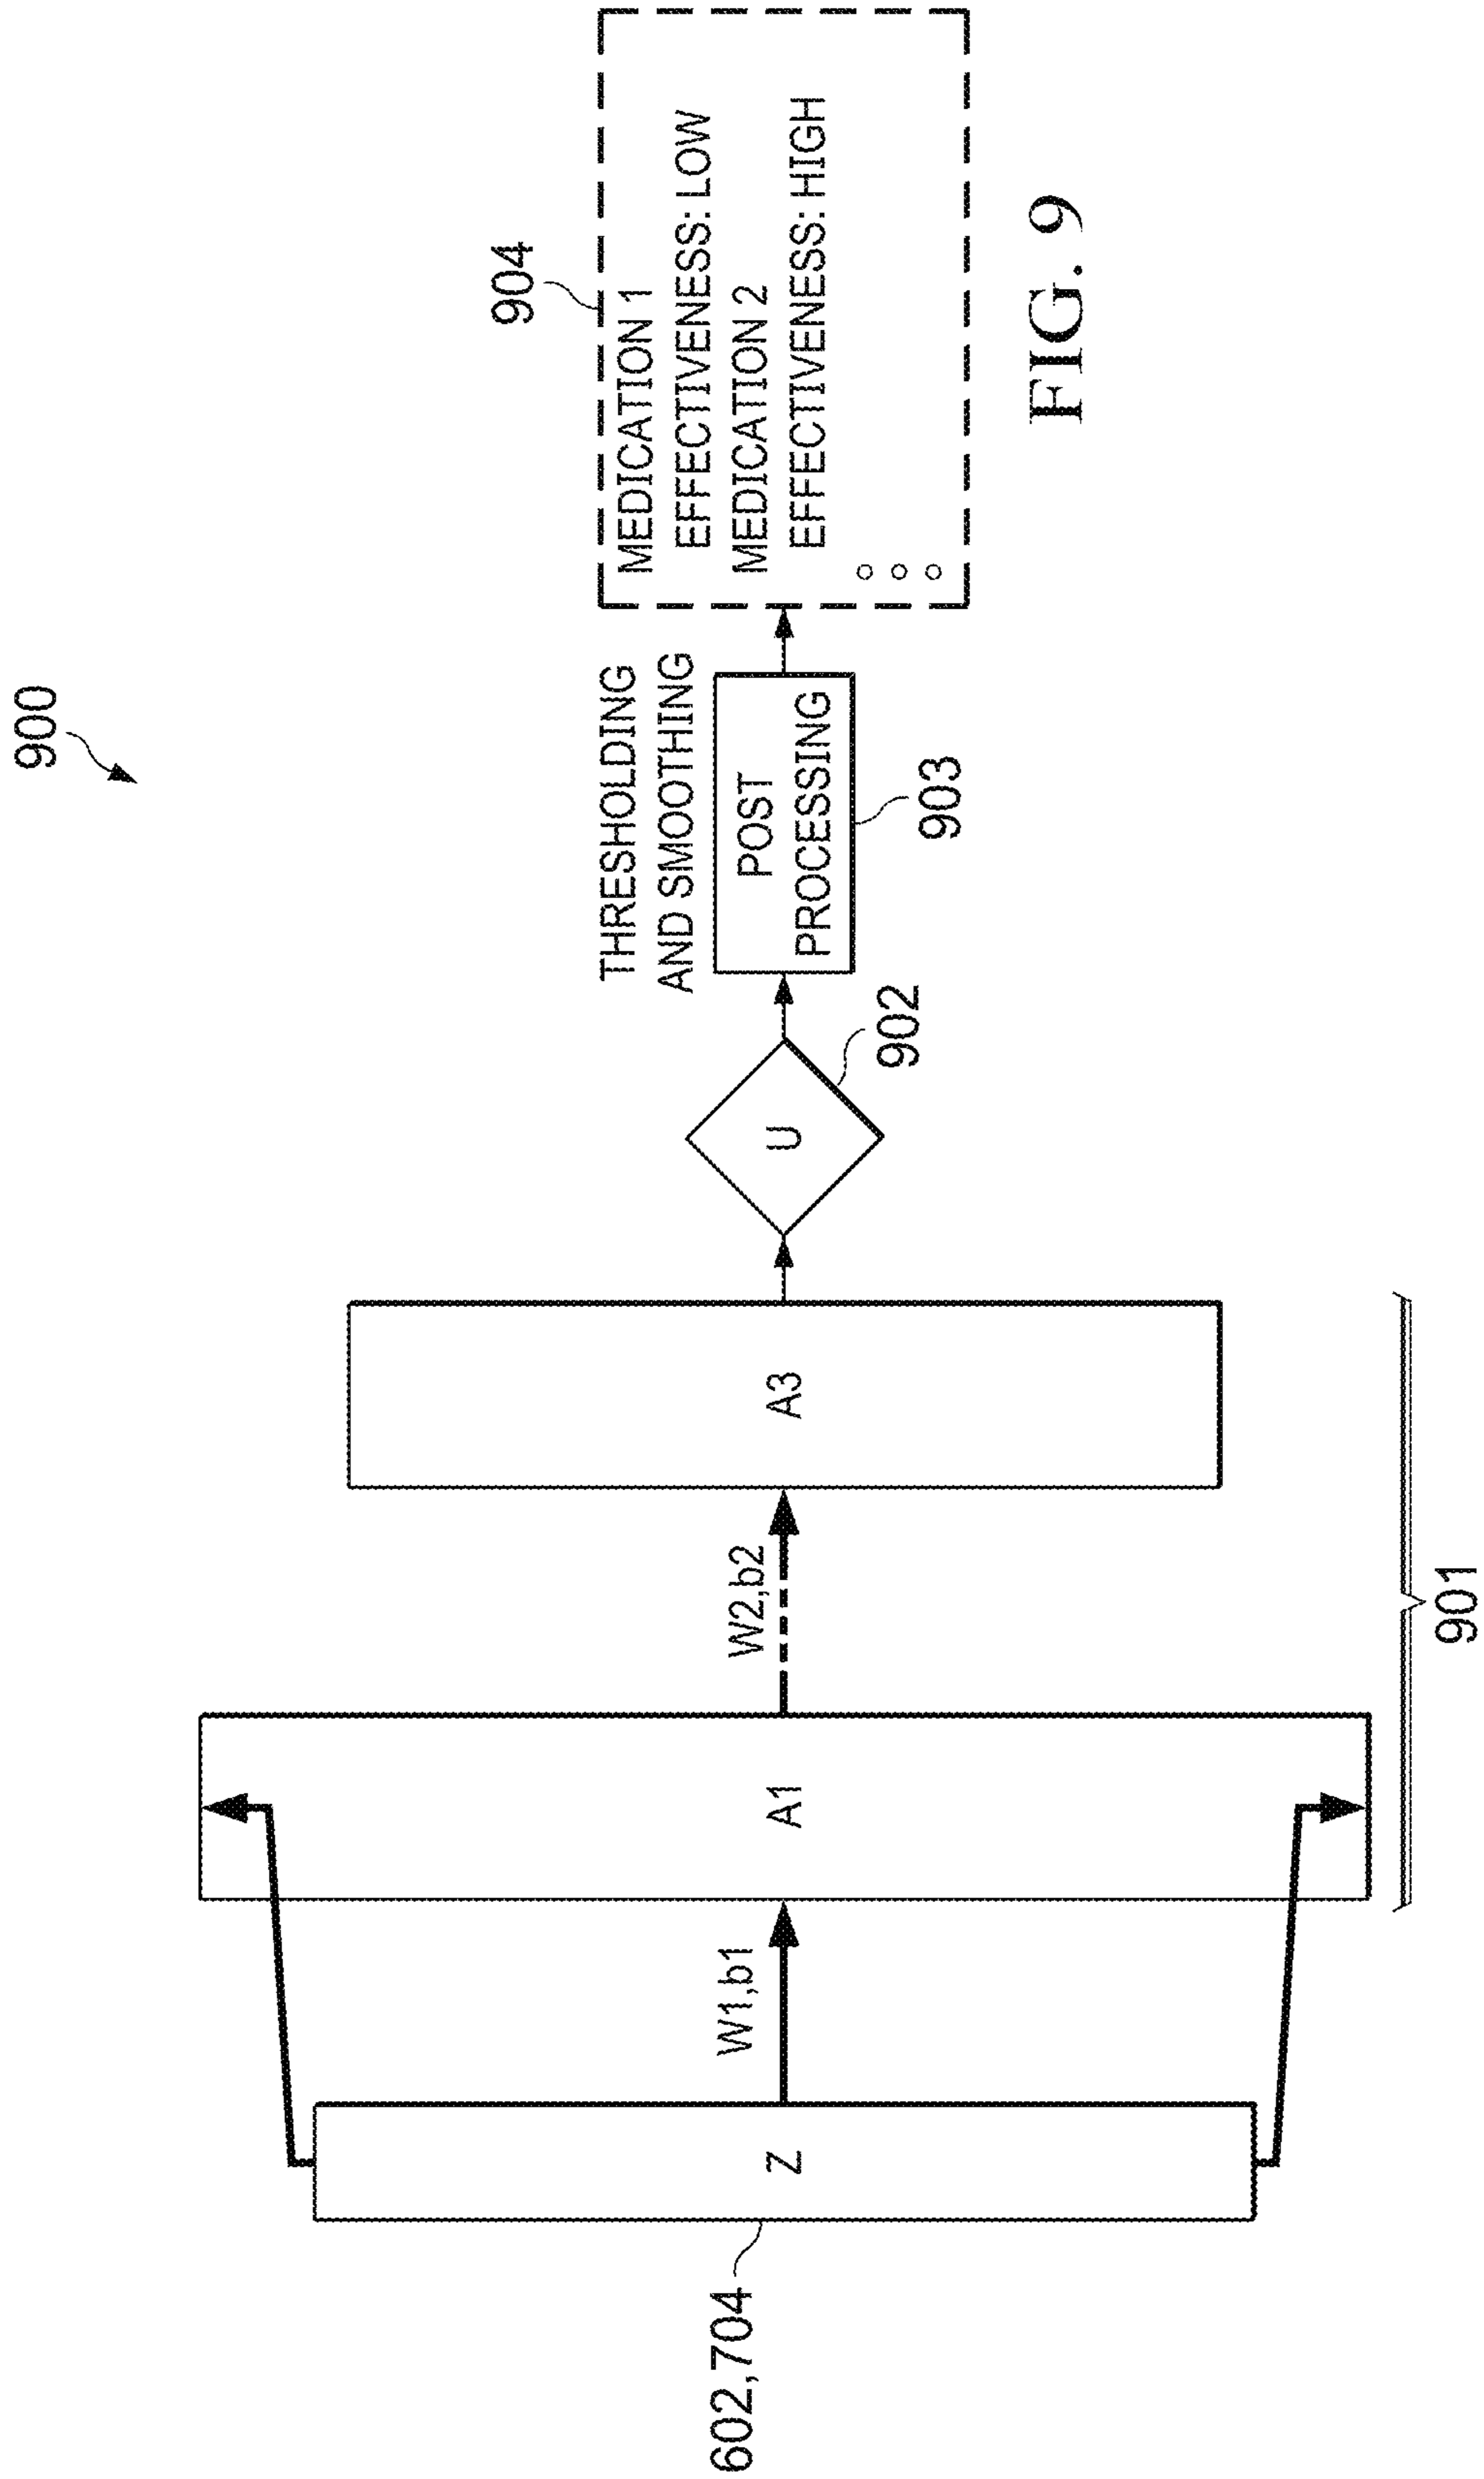 900
602,704
Z
W1,b1
A1
W2,b2
A3
901
U
902
THRESHOLDING
AND SMOOTHING
POST
PROCESSING
903
904
MEDICATION 1
EFFECTIVENESS: LOW
MEDICATION 2
EFFECTIVENESS: HIGH
FIG. 9